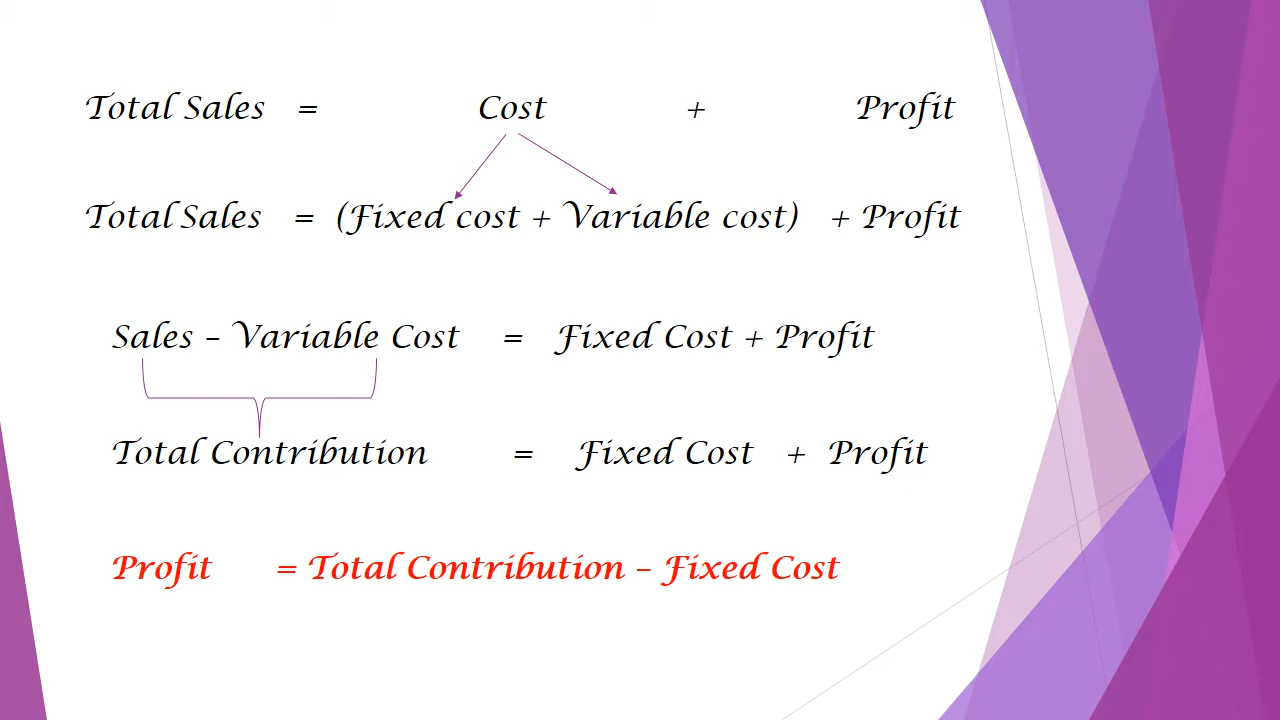 Total Sales = Cost + Profit
Total Sales = (Fixed cost + Variable cost) + Profit
Sales – Variable Cost = Fixed Cost + Profit
Total Contribution = Fixed Cost + Profit
Profit = Total Contribution – Fixed Cost